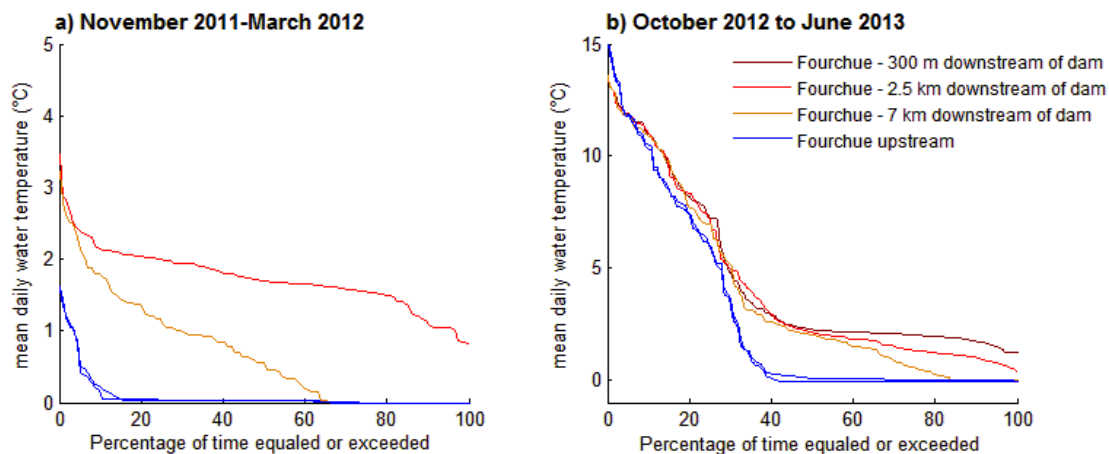 a) November 2011-March 2012
5
4
3
2
1
0
mean daily water temperature (°C)
0
20
40
60
80
100
Percentage of time equaled or exceeded
b) October 2012 to June 2013
15
10
5
0
mean daily water temperature (°C)
Fourchue - 300 m downstream of dam
Fourchue - 2.5 km downstream of dam
Fourchue - 7 km downstream of dam
Fourchue upstream
0
20
40
60
80
100
Percentage of time equaled or exceeded